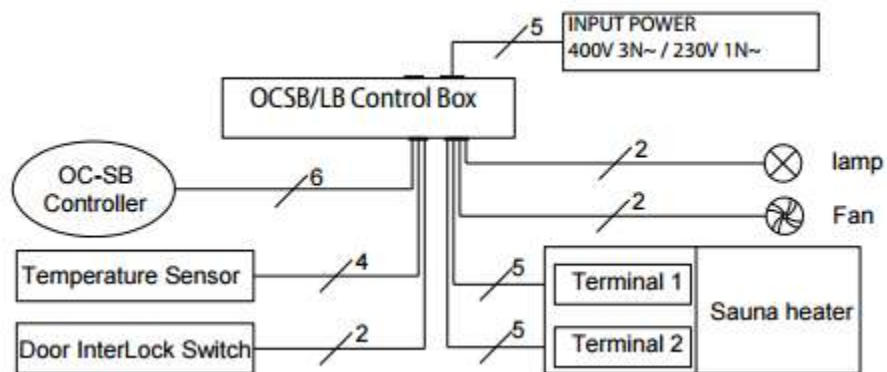 5
INPUT POWER
400V 3N~ / 230V 1N~
OCSB/LB Control Box
OC-SB
Controller
6
2
lamp
2
Fan
Temperature Sensor
4
5
Terminal 1
Sauna heater
Door InterLock Switch
2
5
Terminal 2